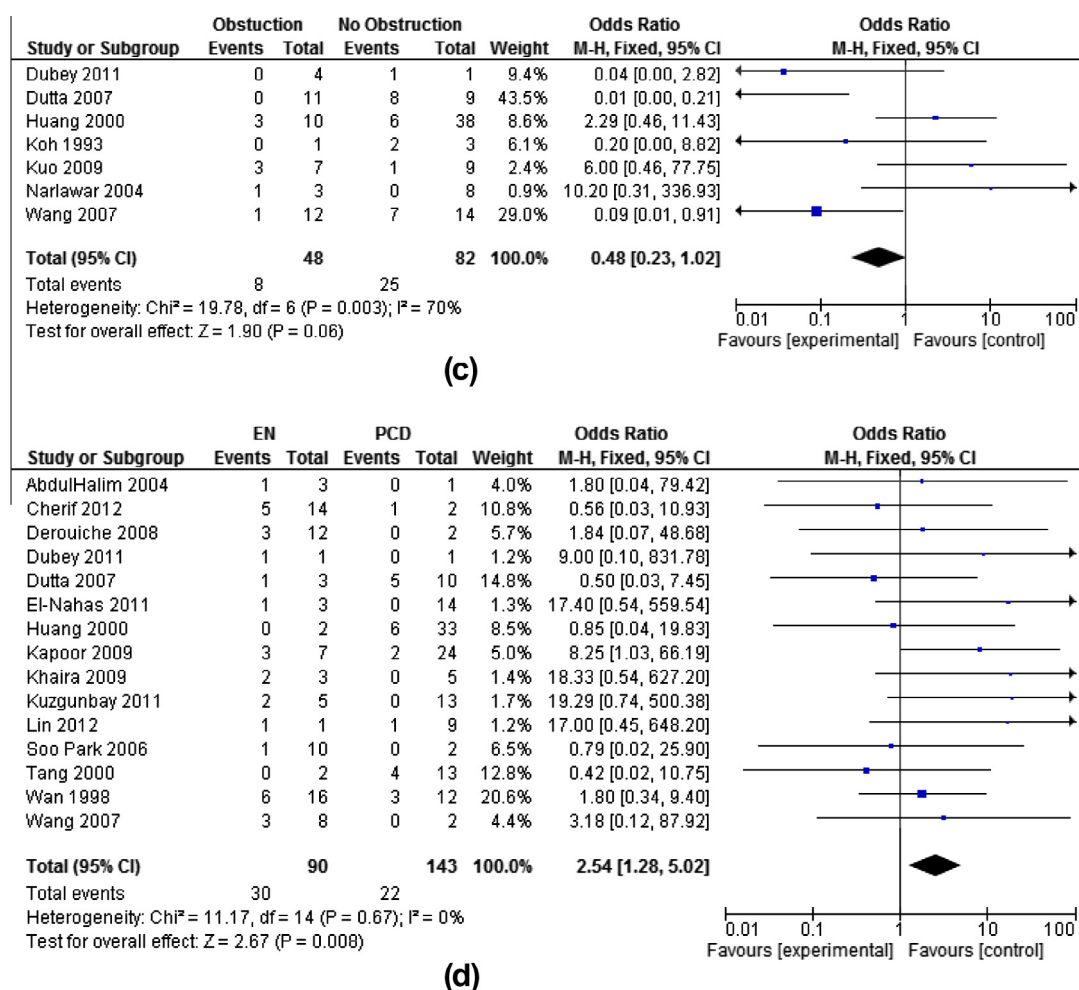 Obstuction No Obstruction Odds Ratio Odds Ratio
Study or Subgroup Events Total Events Total Weight M-H, Fixed, 95% CI M-H, Fixed, 95% CI
Dubey 2011 0 4 1 1 9.4% 0.04 [0.00, 2.82]
Dutta 2007 0 11 8 9 43.5% 0.01 [0.00, 0.21]
Huang 2000 3 10 6 38 8.6% 2.29 [0.46, 11.43]
Koh 1993 0 1 2 3 6.1% 0.20 [0.00, 8.82]
Kuo 2009 3 7 1 9 2.4% 6.00 [0.46, 77.75]
Narlawar 2004 1 3 0 8 0.9% 10.20 [0.31, 336.93]
Wang 2007 1 12 7 14 29.0% 0.09 [0.01, 0.91]
Total (95% CI) 48 82 100.0% 0.48 [0.23, 1.02]
Total events 8 25
Heterogeneity: Chi² = 19.78, df = 6 (P = 0.003); I² = 70%
Test for overall effect: Z = 1.90 (P = 0.06)
0.01 0.1 1 10 100
Favours [experimental] Favours [control]
(c)
EN PCD Odds Ratio Odds Ratio
Study or Subgroup Events Total Events Total Weight M-H, Fixed, 95% CI M-H, Fixed, 95% CI
AbdulHalim 2004 1 3 0 1 4.0% 1.80 [0.04, 79.42]
Cherif 2012 5 14 1 2 10.8% 0.56 [0.03, 10.93]
Derouiche 2008 3 12 0 2 5.7% 1.84 [0.07, 48.68]
Dubey 2011 1 1 0 1 1.2% 9.00 [0.10, 831.78]
Dutta 2007 1 3 5 10 14.8% 0.50 [0.03, 7.45]
El-Nahas 2011 1 3 0 14 1.3% 17.40 [0.54, 559.54]
Huang 2000 0 2 6 33 8.5% 0.85 [0.04, 19.83]
Kapoor 2009 3 7 2 24 5.0% 8.25 [1.03, 66.19]
Khaira 2009 2 3 0 5 1.4% 18.33 [0.54, 627.20]
Kuzgunbay 2011 2 5 0 13 1.7% 19.29 [0.74, 500.38]
Lin 2012 1 1 1 9 1.2% 17.00 [0.45, 648.20]
Soo Park 2006 1 10 0 2 6.5% 0.79 [0.02, 25.90]
Tang 2000 0 2 4 13 12.8% 0.42 [0.02, 10.75]
Wan 1998 6 16 3 12 20.6% 1.80 [0.34, 9.40]
Wang 2007 3 8 0 2 4.4% 3.18 [0.12, 87.92]
Total (95% CI) 90 143 100.0% 2.54 [1.28, 5.02]
Total events 30 22
Heterogeneity: Chi² = 11.17, df = 14 (P = 0.67); I² = 0%
Test for overall effect: Z = 2.67 (P = 0.008)
0.01 0.1 1 10 100
Favours [experimental] Favours [control]
(d)